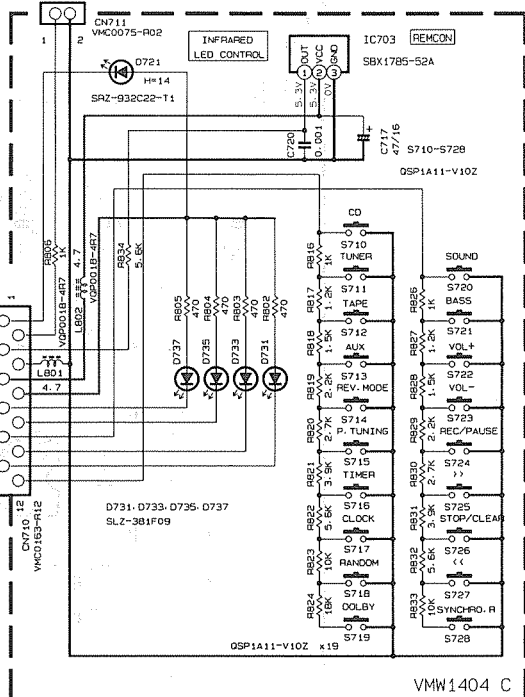 CN711
VMC0075-R02
1
2
INFRARED
LED CONTROL
D721
H=14
SRZ-932C22-T1
IC703
REMCON
SBX1785-52A
OUT
VCC
GND
1
2
3
5.3V
5.3V
0V
C720
0.001
C717
47/16
S710-S728
QSP1A11-V10Z
R806
1K
VQP0018-4R7
L802
4.7
VQP0018-4R7
R834
5.6K
L801
4.7
1
12
CN710
VMC0163-R12
R805
470
R804
470
R803
470
R802
470
D737
D735
D733
D731
D731,D733,D735,D737
SLZ-381F09
CD
S710
R816
1K
TUNER
S711
R817
1.2K
TAPE
S712
R818
1.5K
AUX
S713
R819
2.2K
REV.MODE
S714
R820
2.7K
P.TUNING
S715
R821
3.9K
TIMER
S716
R822
5.6K
CLOCK
S717
R823
10K
RANDOM
S718
R824
18K
DOLBY
S719
SOUND
S720
R826
1K
BASS
S721
R827
1.2K
VOL+
S722
R828
1.5K
VOL-
S723
R829
2.2K
REC/PAUSE
S724
R830
2.7K
>>
S725
R831
3.9K
STOP/CLEAR
S726
R832
5.6K
<<
S727
R833
10K
SYNCHRO.R
S728
QSP1A11-V10Z x19
VMW1404 C